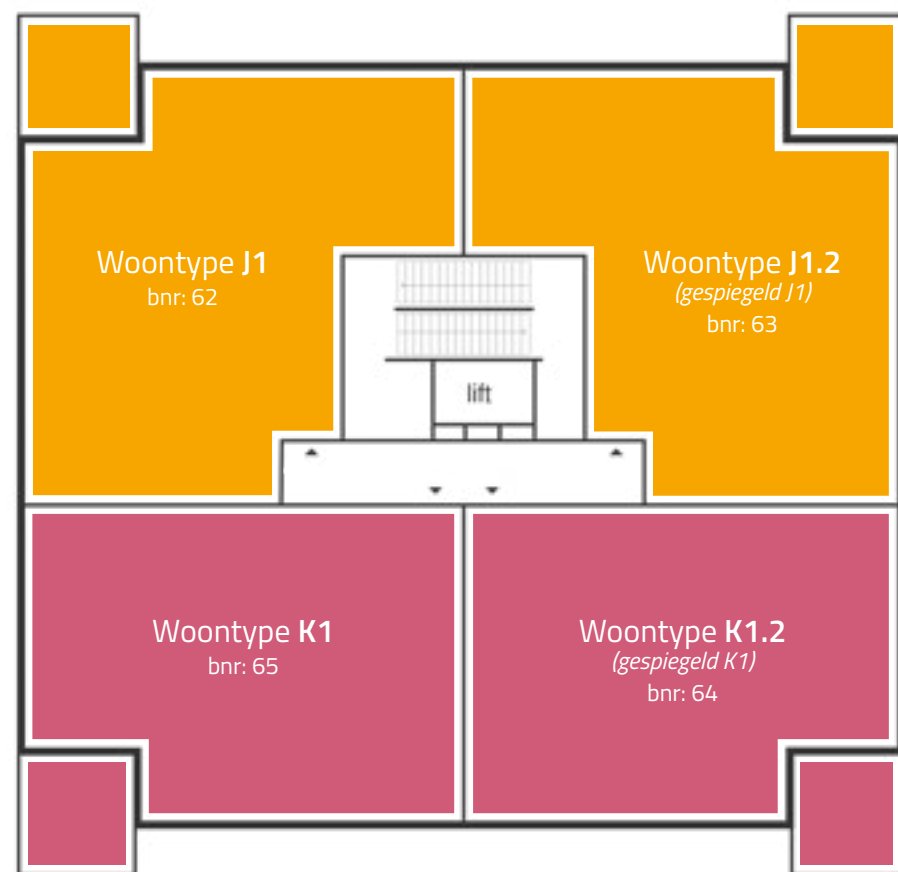 Woontype J1
bnr: 62
Woontype J1.2
(gespiegeld J1)
bnr: 63
lift
Woontype K1
bnr: 65
Woontype K1.2
(gespiegeld K1)
bnr: 64